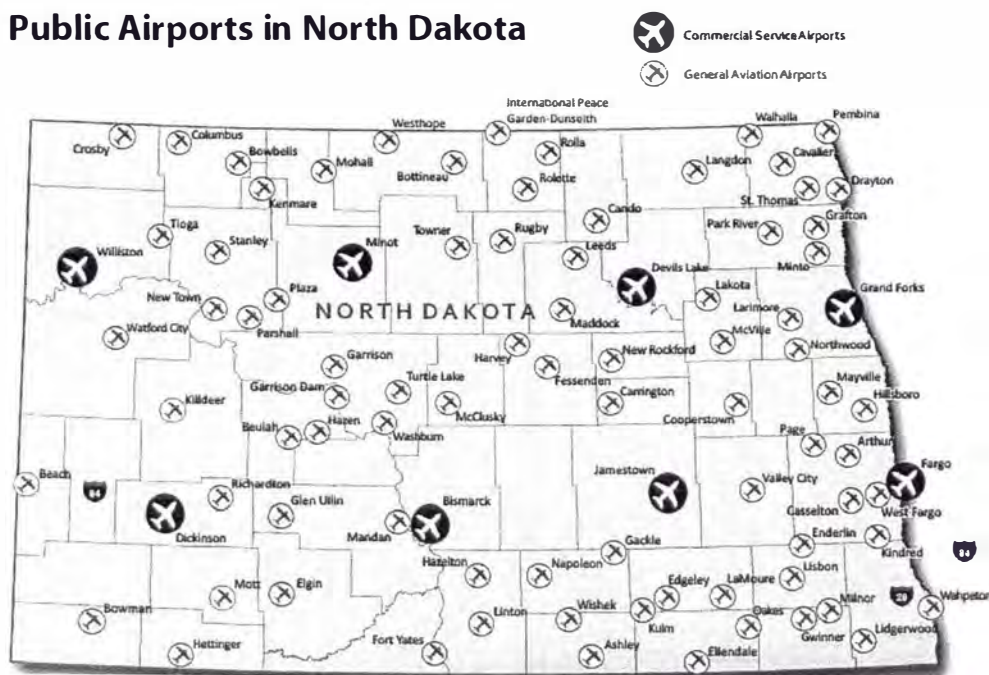 Public Airports in North Dakota
Commercial Service Airports
General Aviation Airports
International Peace
Garden-Dunseith
Westhope
Walhalla
Pembina
Crosby
Columbus
Bowbells
Mohall
Bottineau
Rolla
Rolette
Langdon
Cavalier
Kenmare
St. Thomas
Drayton
Cando
Park River
Grafton
Tioga
Stanley
Minot
Towner
Rugby
Leeds
Williston
Minto
Devils Lake
Lakota
Grand Forks
New Town
Plaza
NORTH DAKOTA
Maddock
Larimore
Watford City
Parshall
McVille
Northwood
Garrison
Harvey
New Rockford
Fessenden
Garrison Dam
Turtle Lake
Carrington
Mayville
Hillsboro
Killdeer
McClusky
Cooperstown
Beulah
Hazen
Washburn
Page
Arthur
Beach
94
Richardton
Glen Ullin
Bismarck
Jamestown
Valley City
Fargo
Casselton
West Fargo
Dickinson
Mandan
Enderlin
Kindred
94
Gackle
Hazelton
Napoleon
Lisbon
Mott
Elgin
Edgeley
LaMoure
29
Wahpeton
Bowman
Linton
Wishek
Kulm
Oakes
Milnor
Gwinner
Lidgerwood
Hettinger
Fort Yates
Ashley
Ellendale